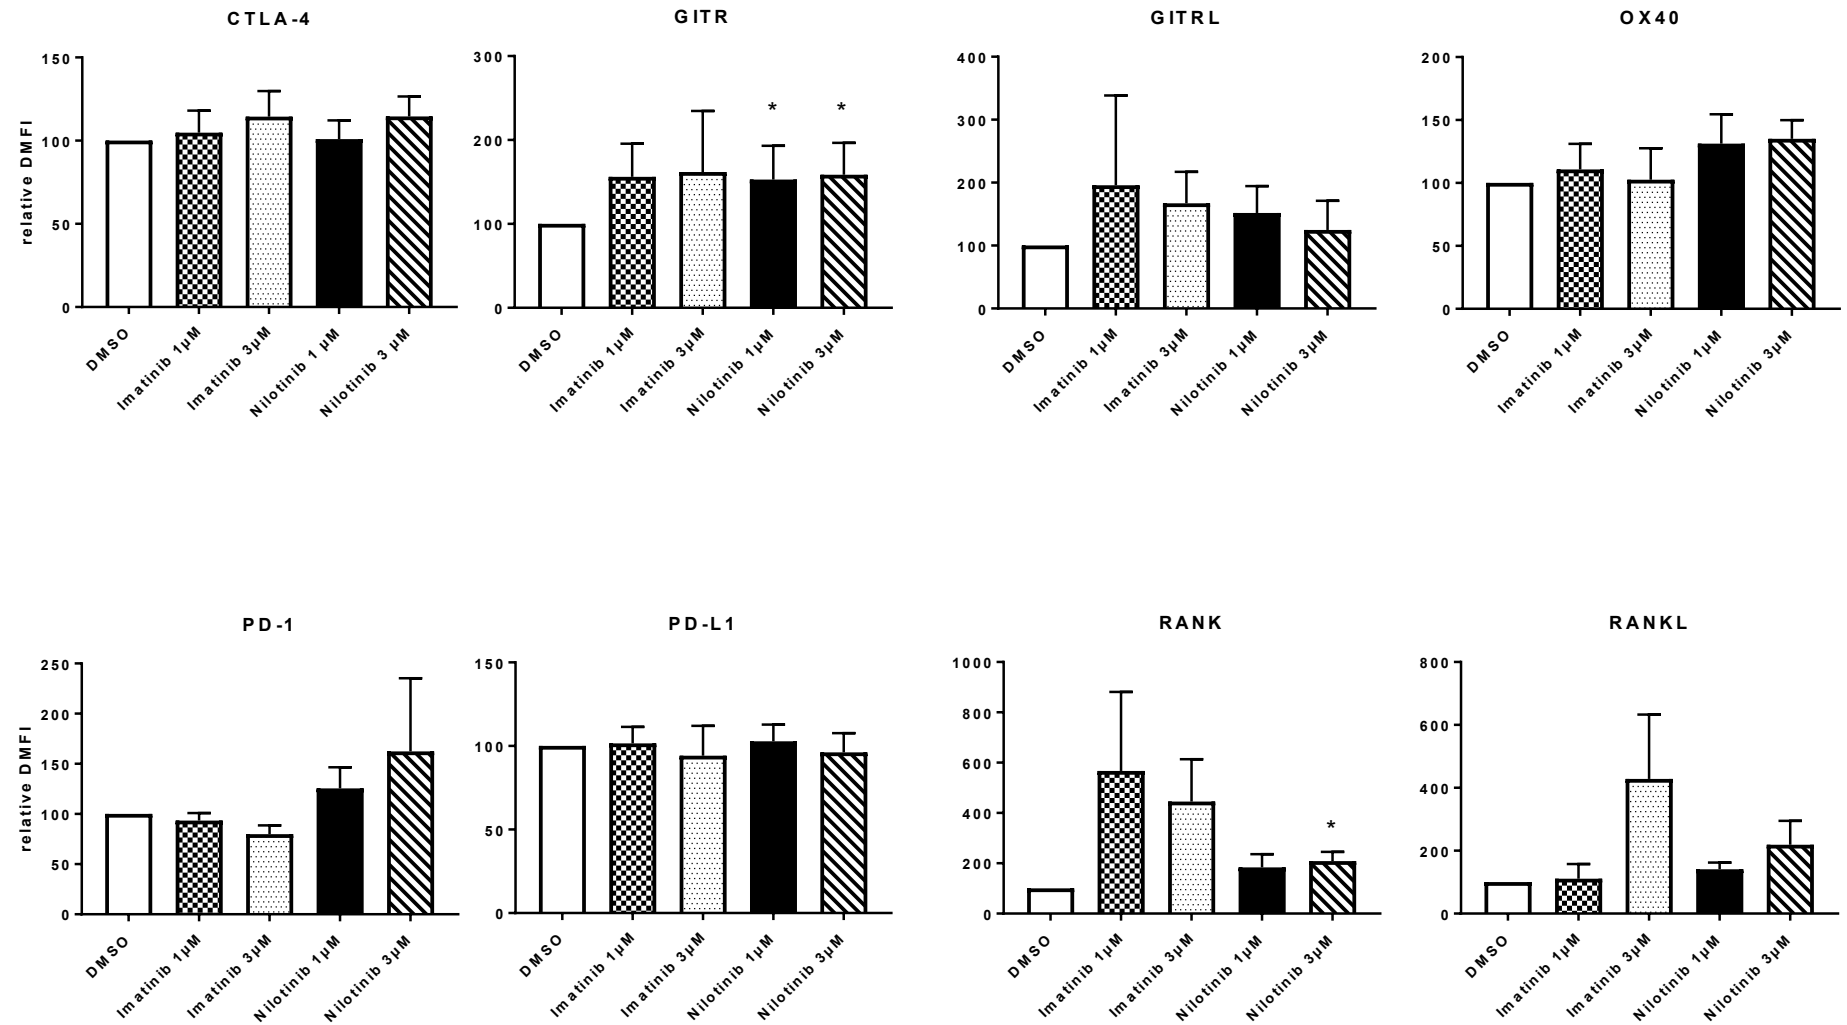 CTLA-4
relative DMFI
150
100
50
0
DMSO
Imatinib 1µM
Imatinib 3µM
Nilotinib 1 µM
Nilotinib 3 µM
GITR
300
200
100
0
* *
DMSO
Imatinib 1µM
Imatinib 3µM
Nilotinib 1µM
Nilotinib 3µM
GITRL
400
300
200
100
0
DMSO
Imatinib 1µM
Imatinib 3µM
Nilotinib 1µM
Nilotinib 3µM
OX40
200
150
100
50
0
DMSO
Imatinib 1µM
Imatinib 3µM
Nilotinib 1µM
Nilotinib 3µM
PD-1
relative DMFI
250
200
150
100
50
0
DMSO
Imatinib 1µM
Imatinib 3µM
Nilotinib 1µM
Nilotinib 3µM
PD-L1
150
100
50
0
DMSO
Imatinib 1µM
Imatinib 3µM
Nilotinib 1µM
Nilotinib 3µM
RANK
1000
800
600
400
200
0
*
DMSO
Imatinib 1µM
Imatinib 3µM
Nilotinib 1µM
Nilotinib 3µM
RANKL
800
600
400
200
0
DMSO
Imatinib 1µM
Imatinib 3µM
Nilotinib 1µM
Nilotinib 3µM